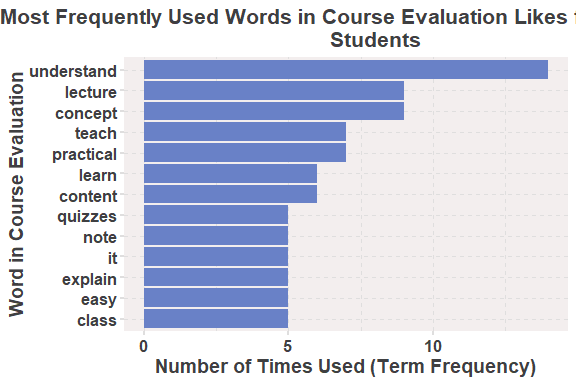 Most Frequently Used Words in Course Evaluation Likes
Students
understand
lecture
concept
teach
practical
learn
content
quizzes
note
it
explain
easy
class
Word in Course Evaluation
0 5 10
Number of Times Used (Term Frequency)